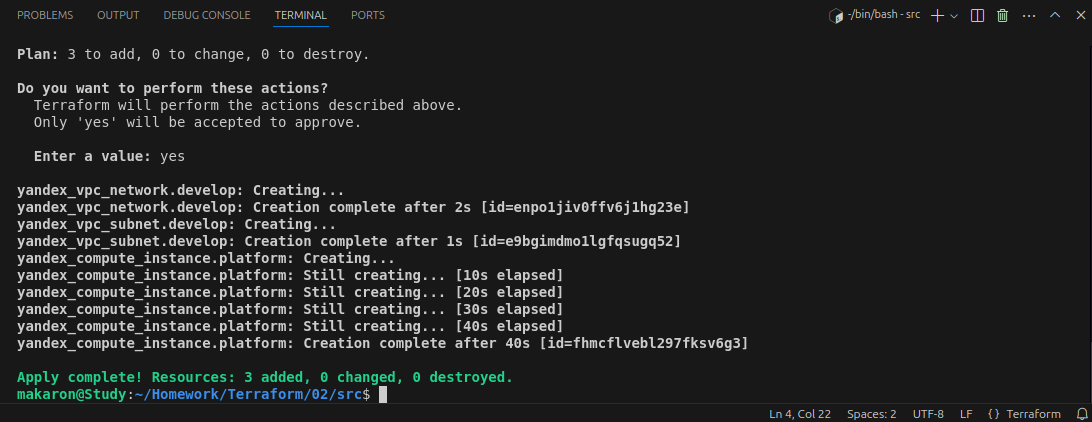 PROBLEMS OUTPUT DEBUG CONSOLE TERMINAL PORTS ~/bin/bash - src
Plan: 3 to add, 0 to change, 0 to destroy.
Do you want to perform these actions?
Terraform will perform the actions described above.
Only 'yes' will be accepted to approve.
Enter a value: yes
yandex_vpc_network.develop: Creating...
yandex_vpc_network.develop: Creation complete after 2s [id=enpo1jiv0ffv6j1hg23e]
yandex_vpc_subnet.develop: Creating...
yandex_vpc_subnet.develop: Creation complete after 1s [id=e9bgimdmo1lgfqsugq52]
yandex_compute_instance.platform: Creating...
yandex_compute_instance.platform: Still creating... [10s elapsed]
yandex_compute_instance.platform: Still creating... [20s elapsed]
yandex_compute_instance.platform: Still creating... [30s elapsed]
yandex_compute_instance.platform: Still creating... [40s elapsed]
yandex_compute_instance.platform: Creation complete after 40s [id=fhmcflvebl297fksv6g3]
Apply complete! Resources: 3 added, 0 changed, 0 destroyed.
makaron@Study:~/Homework/Terraform/02/src$
Ln 4, Col 22 Spaces: 2 UTF-8 LF {} Terraform